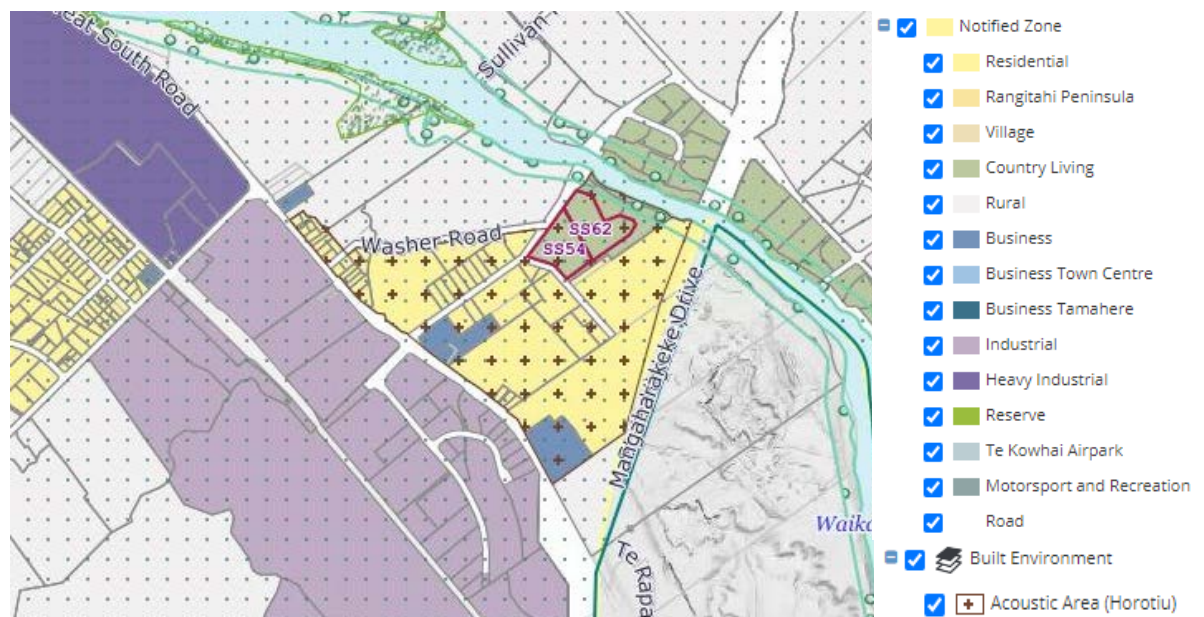 eat South Road
Sullivan
Washer Road
SS62
SS54
Mangaharakeke Drive
Waika
Te Rapa
Notified Zone
Residential
Rangitahi Peninsula
Village
Country Living
Rural
Business
Business Town Centre
Business Tamahere
Industrial
Heavy Industrial
Reserve
Te Kowhai Airpark
Motorsport and Recreation
Road
Built Environment
Acoustic Area (Horotiu)